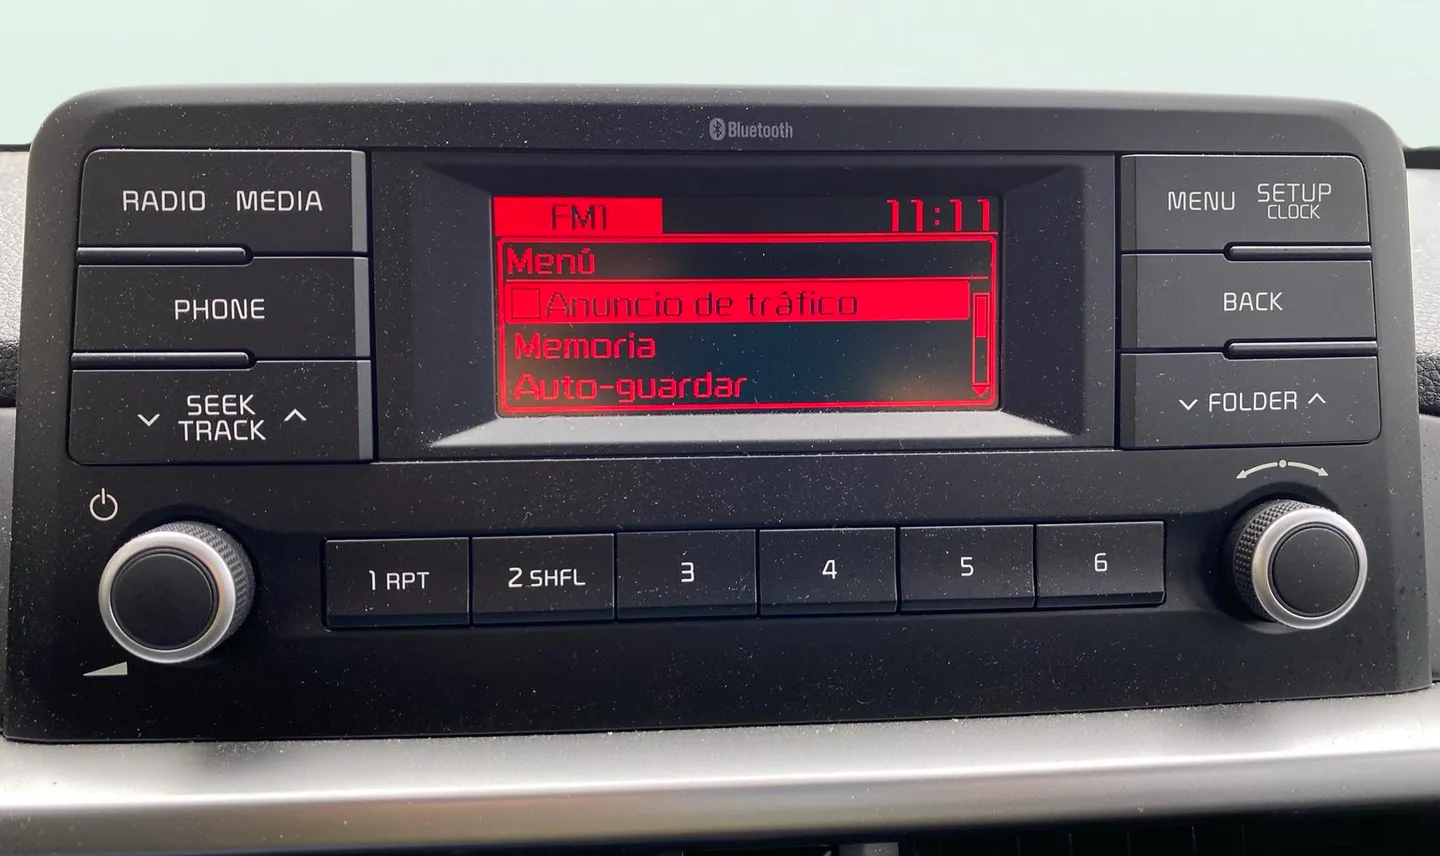 Bluetooth
RADIO MEDIA
PHONE
SEEK
TRACK
FM1 11:11
Menú
Anuncio de tráfico
Memoria
Auto-guardar
MENU SETUP
CLOCK
BACK
FOLDER
1 RPT 2 SHFL 3 4 5 6